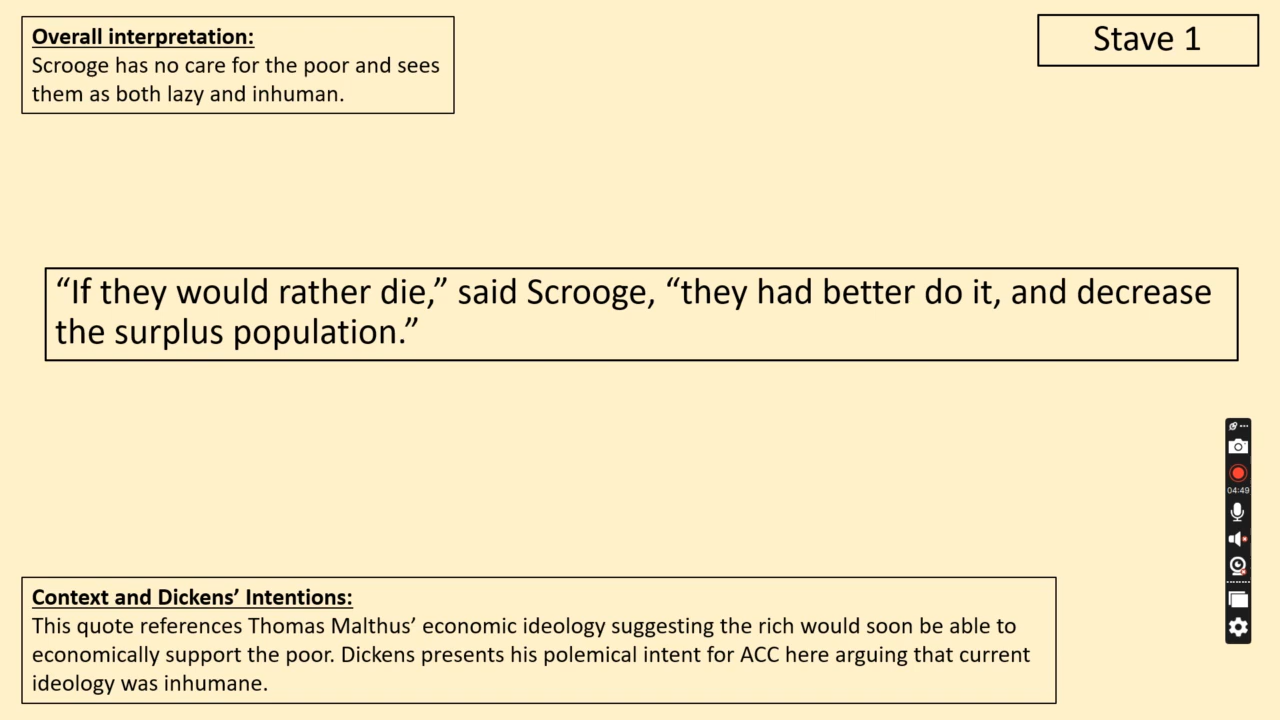 Overall interpretation:
Scrooge has no care for the poor and sees
them as both lazy and inhuman.
Stave 1
“If they would rather die,” said Scrooge, “they had better do it, and decrease
the surplus population.”
04:49
Context and Dickens’ Intentions:
This quote references Thomas Malthus’ economic ideology suggesting the rich would soon be able to
economically support the poor. Dickens presents his polemical intent for ACC here arguing that current
ideology was inhumane.